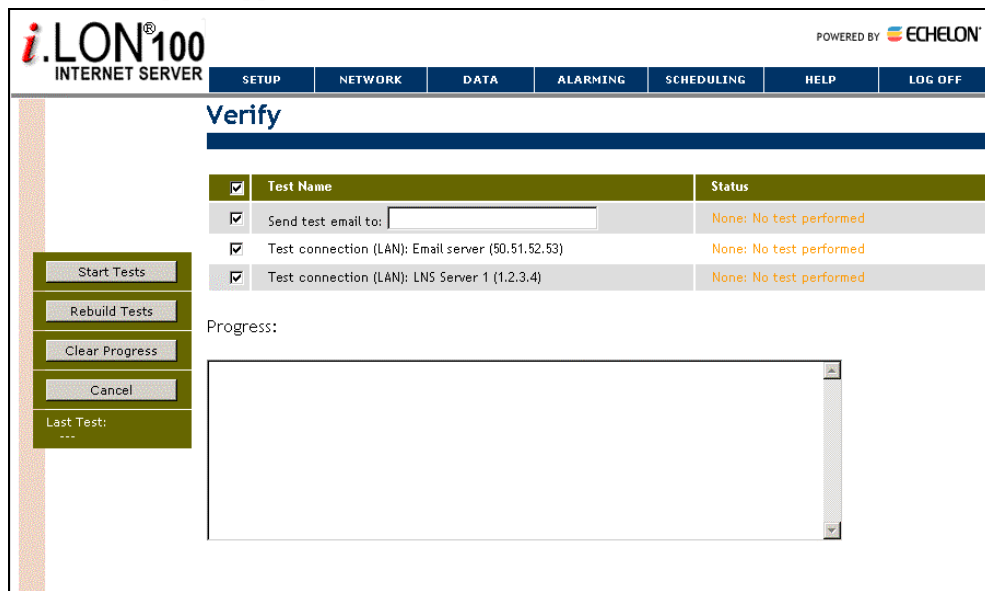 i.LON®100
INTERNET SERVER
POWERED BY ECHELON®
SETUP NETWORK DATA ALARMING SCHEDULING HELP LOG OFF
Verify
Test Name Status
Send test email to: None: No test performed
Test connection (LAN): Email server (50.51.52.53) None: No test performed
Test connection (LAN): LNS Server 1 (1.2.3.4) None: No test performed
Start Tests
Rebuild Tests
Clear Progress
Cancel
Last Test:
---
Progress: